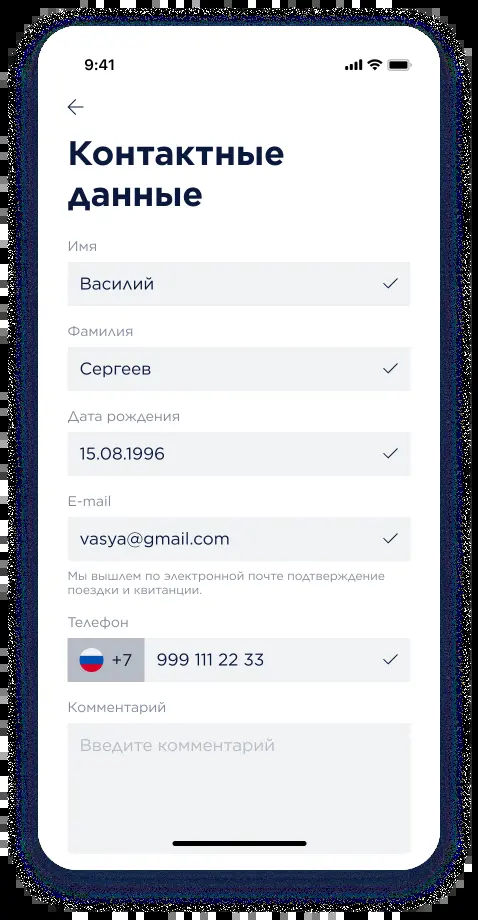 9:41
Контактные
данные
Имя
Василий
Фамилия
Сергеев
Дата рождения
15.08.1996
E-mail
vasya@gmail.com
Мы вышлем по электронной почте подтверждение
поездки и квитанции.
Телефон
+7 999 111 22 33
Комментарий
Введите комментарий